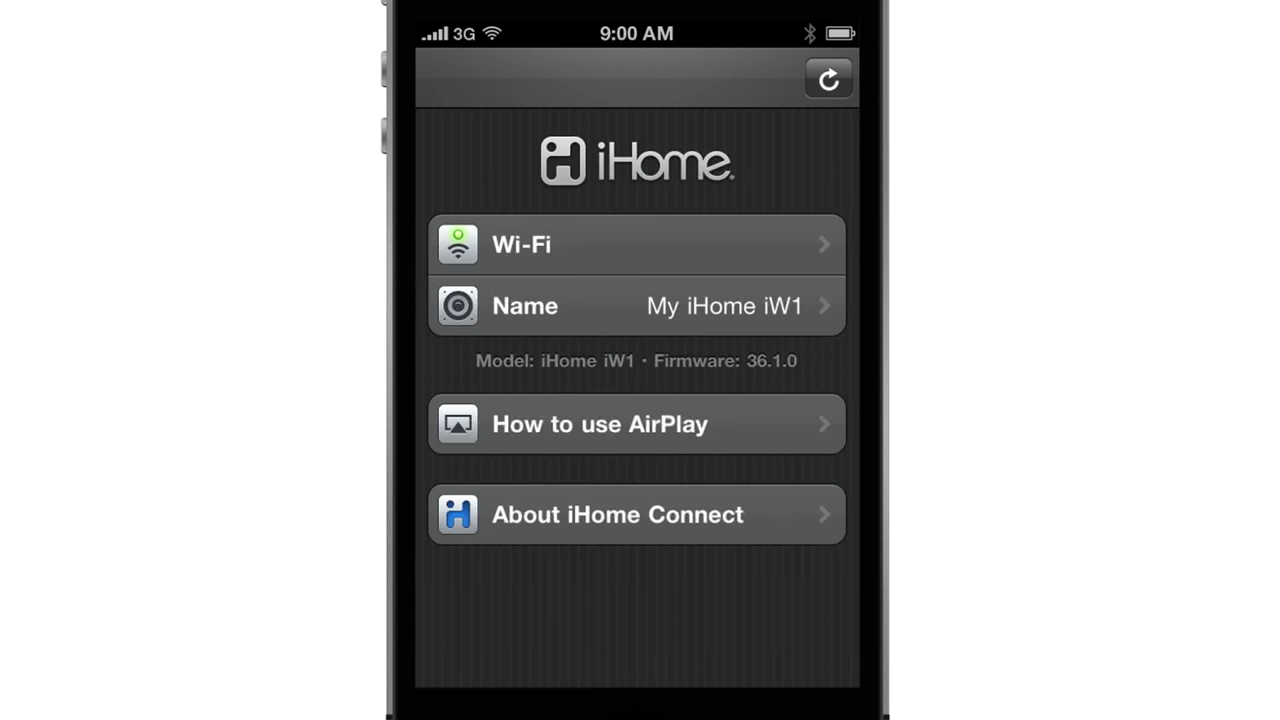 3G 9:00 AM
iHome
Wi-Fi
Name My iHome iW1
Model: iHome iW1 · Firmware: 36.1.0
How to use AirPlay
About iHome Connect